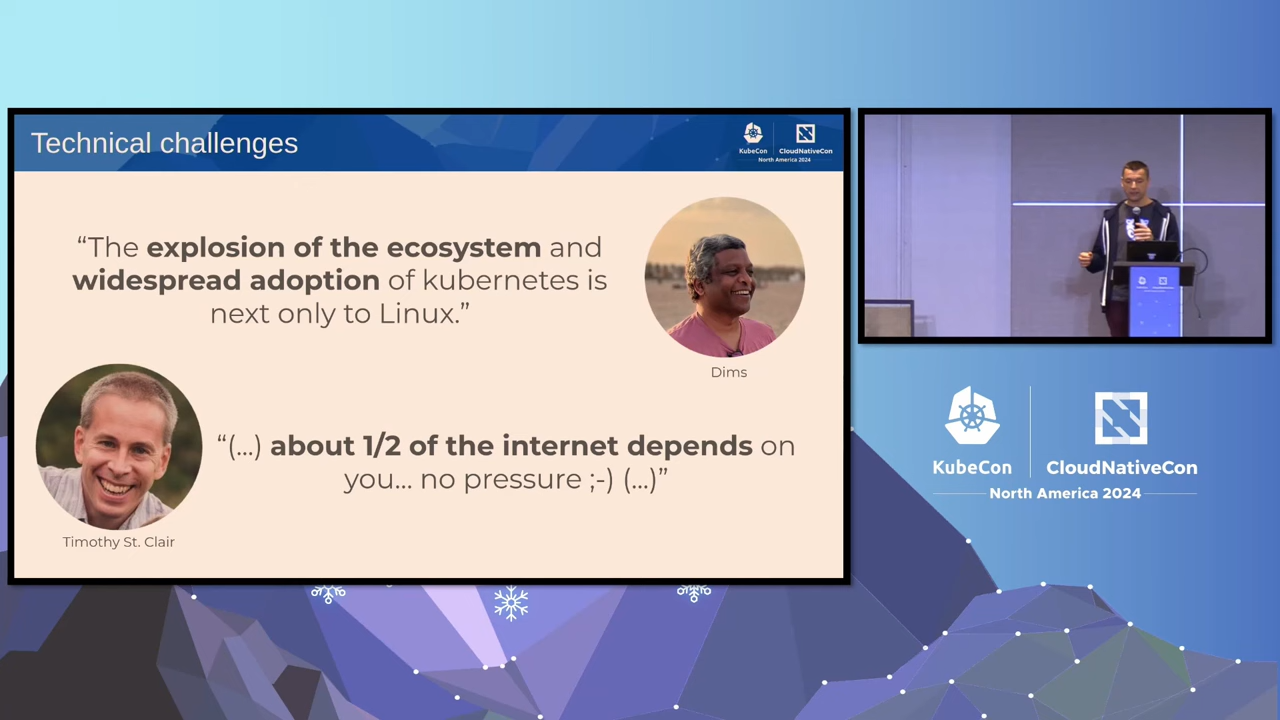 Technical challenges
KubeCon
CloudNativeCon
North America 2024
“The explosion of the ecosystem and
widespread adoption of kubernetes is
next only to Linux.”
Dims
“(...) about 1/2 of the internet depends on
you... no pressure ;-) (...)”
Timothy St. Clair
KubeCon
CloudNativeCon
North America 2024